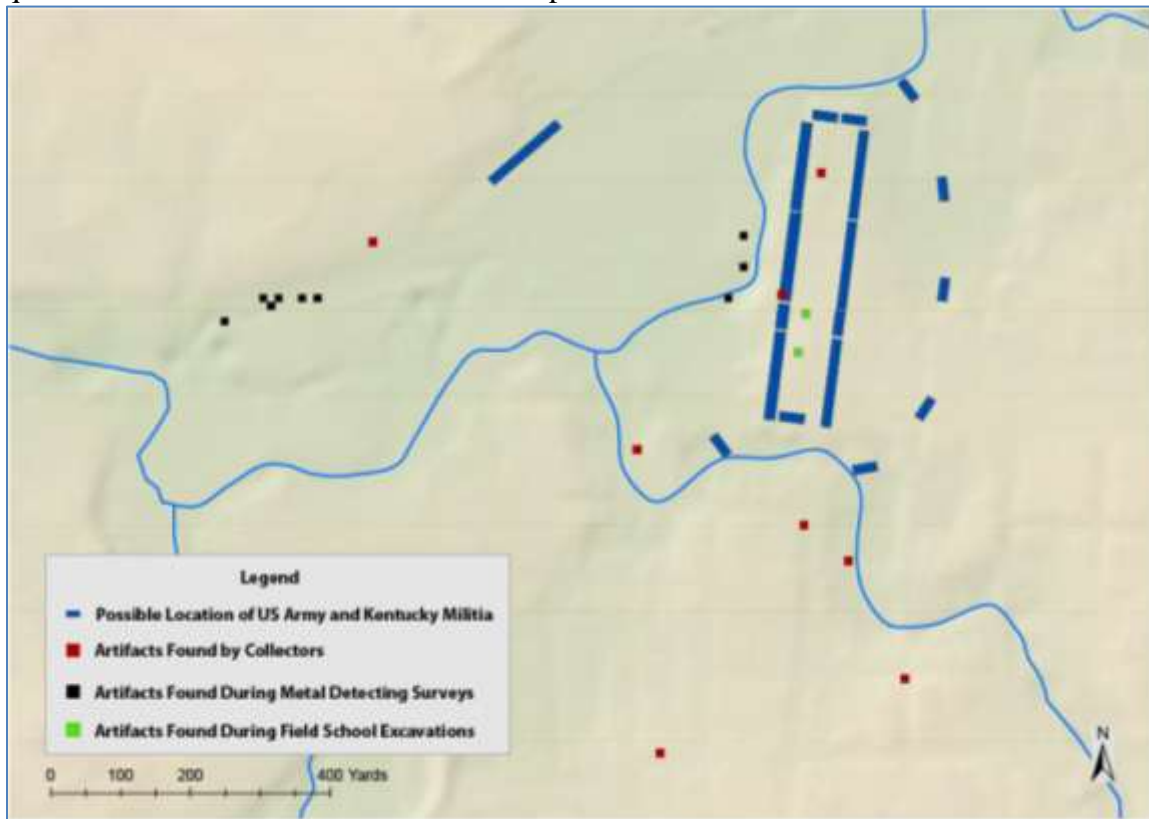 Legend
Possible Location of US Army and Kentucky Militia
Artifacts Found by Collectors
Artifacts Found During Metal Detecting Surveys
Artifacts Found During Field School Excavations
0 100 200 400 Yards
N